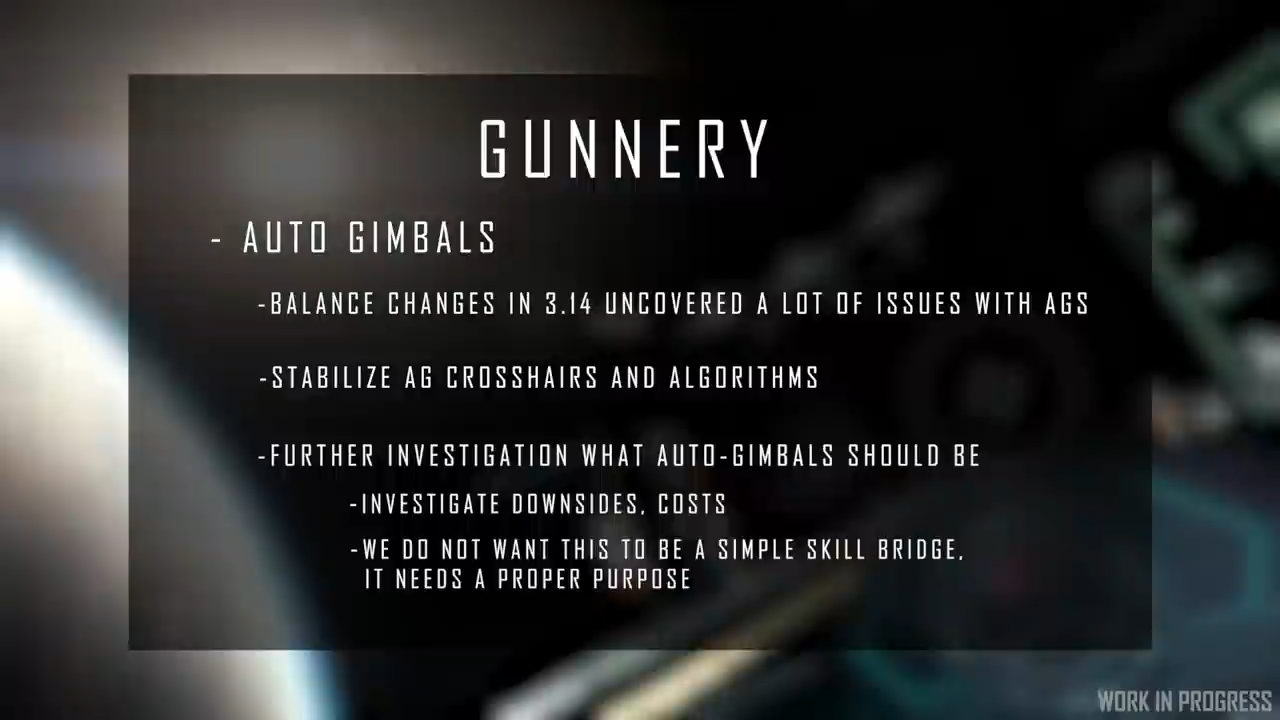 GUNNERY
- AUTO GIMBALS
-BALANCE CHANGES IN 3.14 UNCOVERED A LOT OF ISSUES WITH AGS
-STABILIZE AG CROSSHAIRS AND ALGORITHMS
-FURTHER INVESTIGATION WHAT AUTO-GIMBALS SHOULD BE
-INVESTIGATE DOWNSIDES, COSTS
-WE DO NOT WANT THIS TO BE A SIMPLE SKILL BRIDGE,
IT NEEDS A PROPER PURPOSE
WORK IN PROGRESS